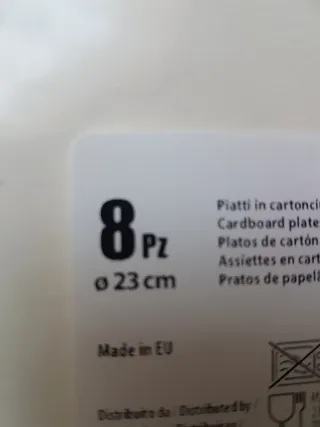 8 Pz
ø 23 cm
Piatti in cartonci
Cardboard plate
Platos de cartón
Assiettes en cart
Pratos de papelã
Made in EU
Distribuito da / Distributed by /